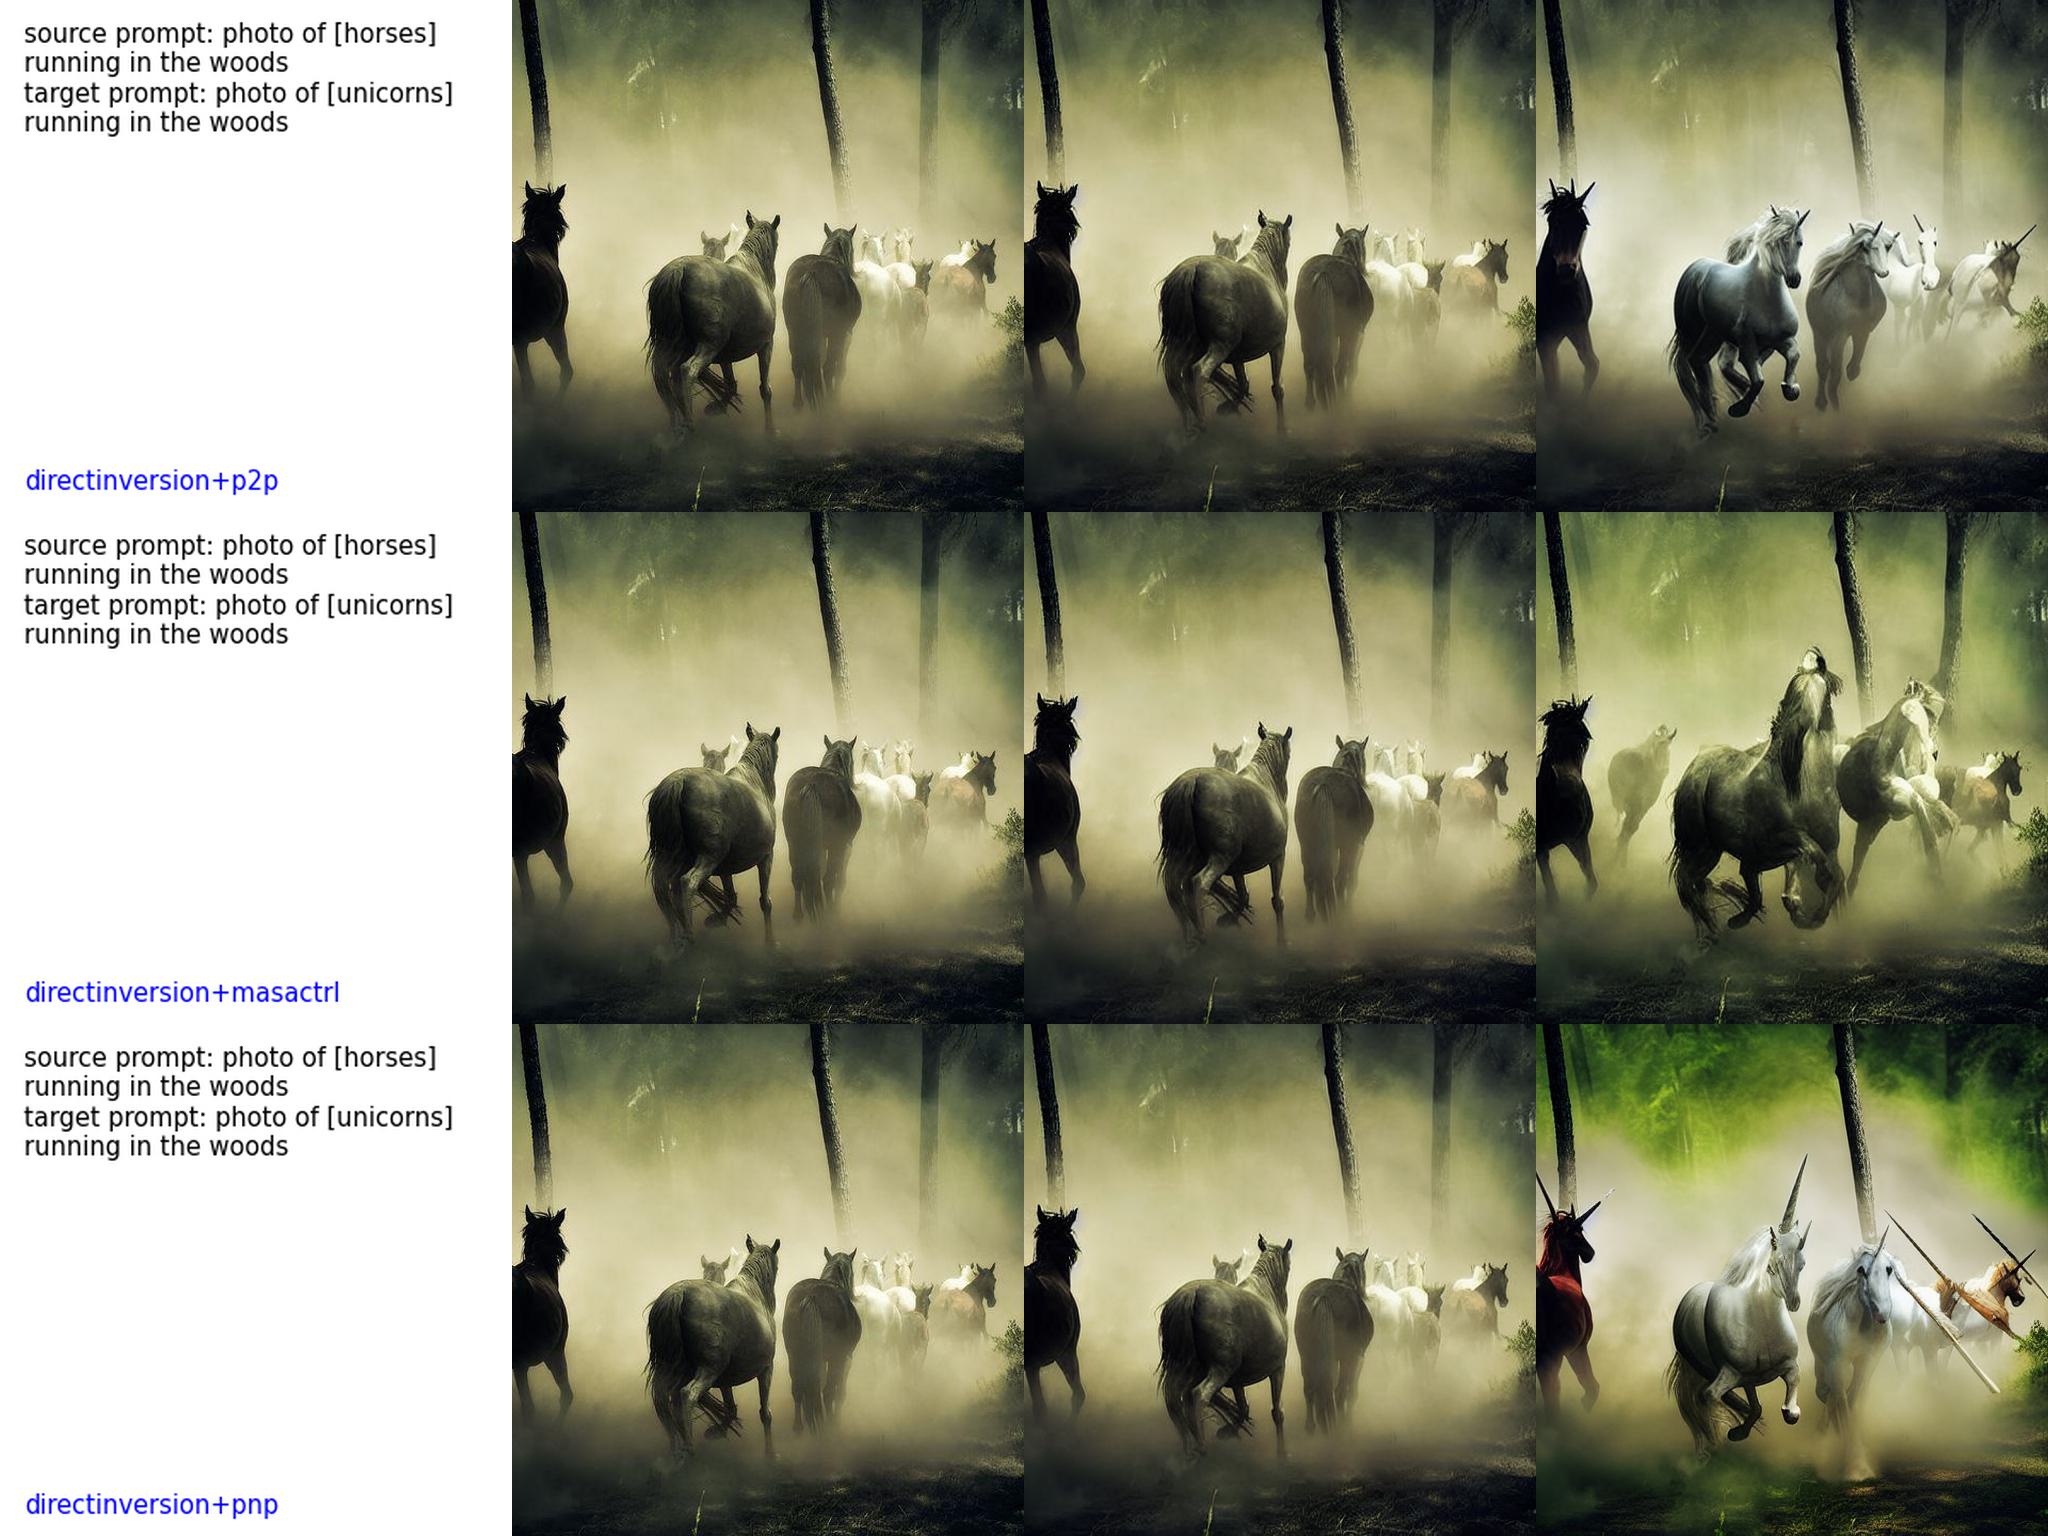 source prompt: photo of [horses]
running in the woods
target prompt: photo of [unicorns]
running in the woods
directinversion+p2p
source prompt: photo of [horses]
running in the woods
target prompt: photo of [unicorns]
running in the woods
directinversion+masactrl
source prompt: photo of [horses]
running in the woods
target prompt: photo of [unicorns]
running in the woods
directinversion+pnp